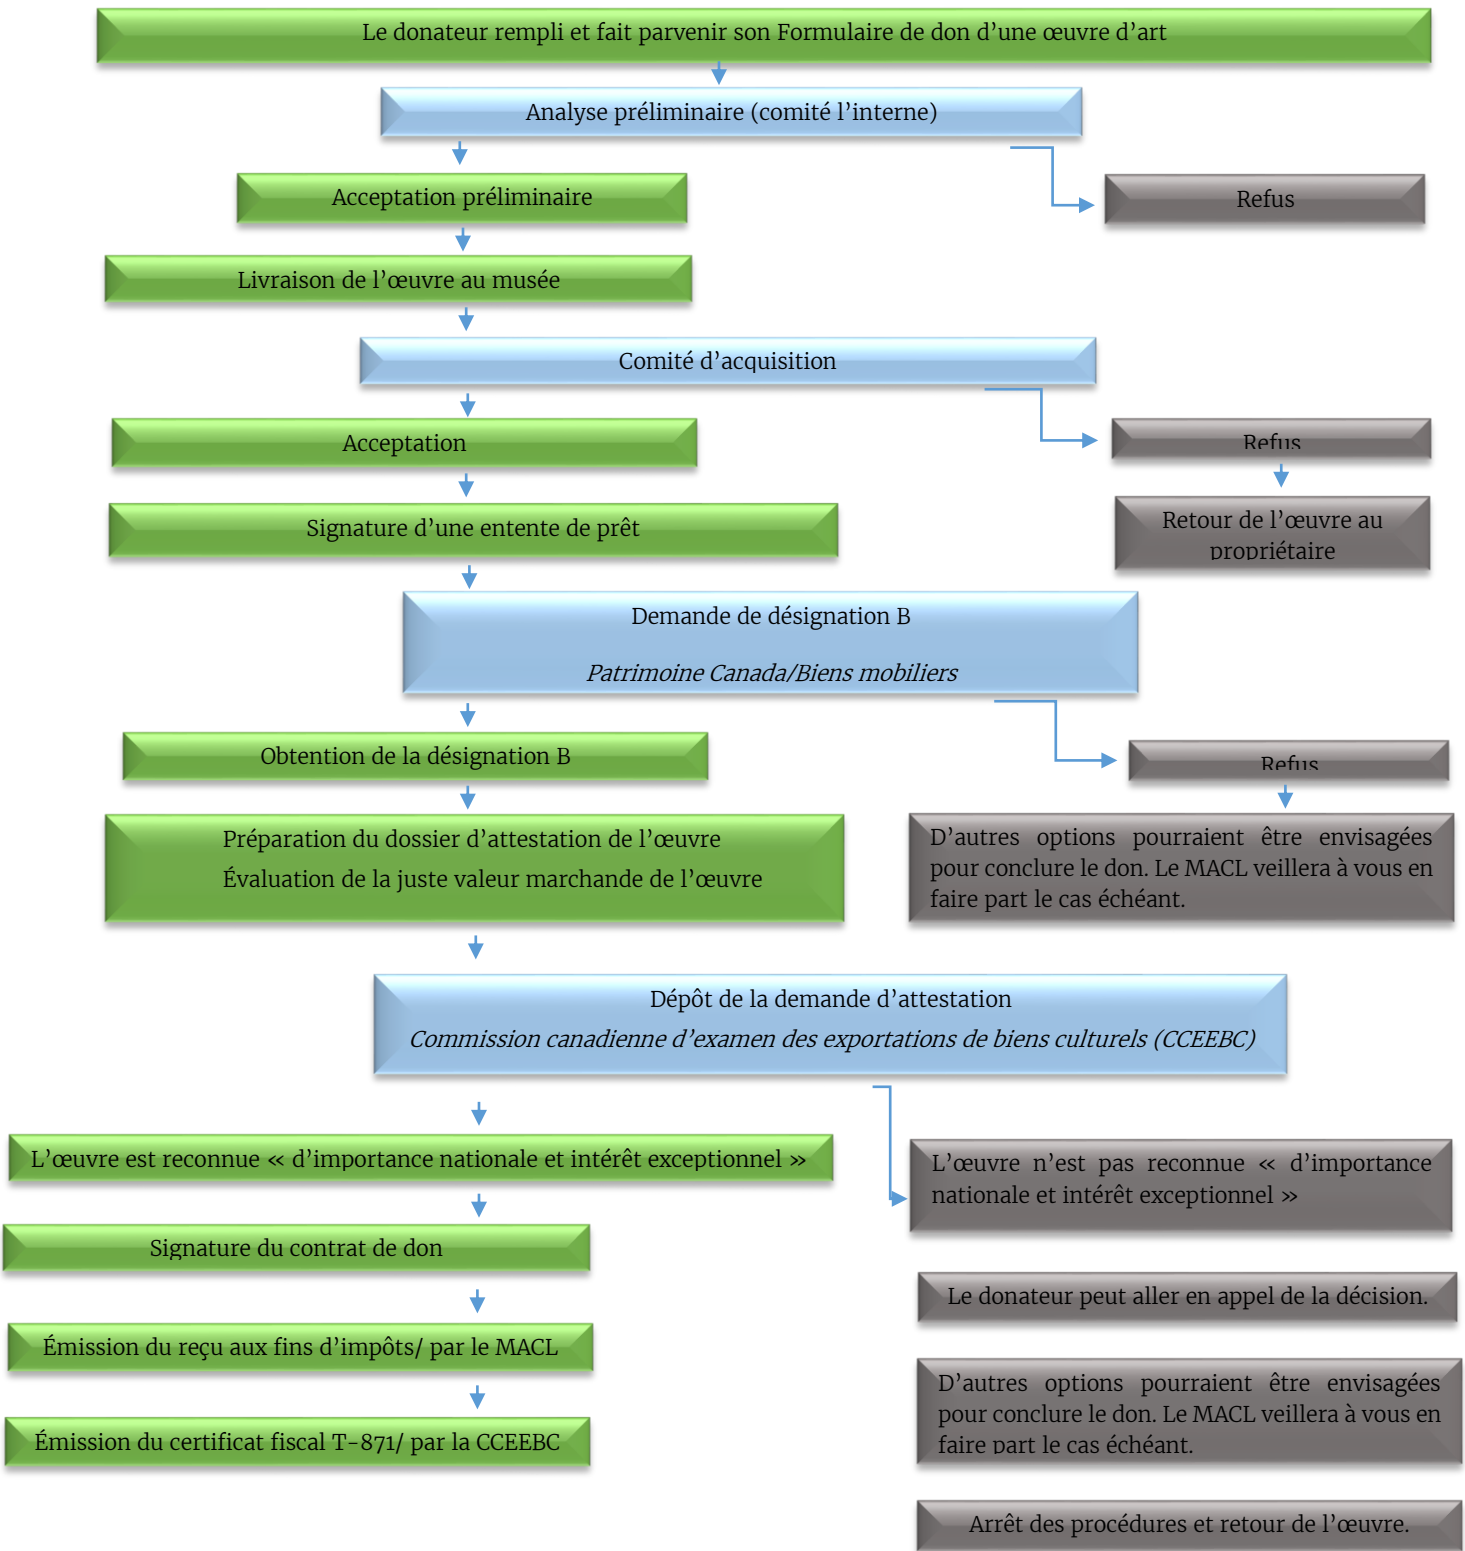 Le donateur rempli et fait parvenir son Formulaire de don d’une œuvre d’art
Analyse préliminaire (comité l’interne)
Acceptation préliminaire
Refus
Livraison de l’œuvre au musée
Comité d’acquisition
Acceptation
Refus
Signature d’une entente de prêt
Retour de l’œuvre au
propriétaire
Demande de désignation B
Patrimoine Canada/Biens mobiliers
Obtention de la désignation B
Refus
Préparation du dossier d’attestation de l’œuvre
Évaluation de la juste valeur marchande de l’œuvre
D’autres options pourraient être envisagées
pour conclure le don. Le MACL veillera à vous en
faire part le cas échéant.
Dépôt de la demande d’attestation
Commission canadienne d’examen des exportations de biens culturels (CCEEBC)
L’œuvre est reconnue « d’importance nationale et intérêt exceptionnel »
L’œuvre n’est pas reconnue « d’importance
nationale et intérêt exceptionnel »
Signature du contrat de don
Le donateur peut aller en appel de la décision.
Émission du reçu aux fins d’impôts/ par le MACL
D’autres options pourraient être envisagées
pour conclure le don. Le MACL veillera à vous en
faire part le cas échéant.
Émission du certificat fiscal T-871/ par la CCEEBC
Arrêt des procédures et retour de l’œuvre.